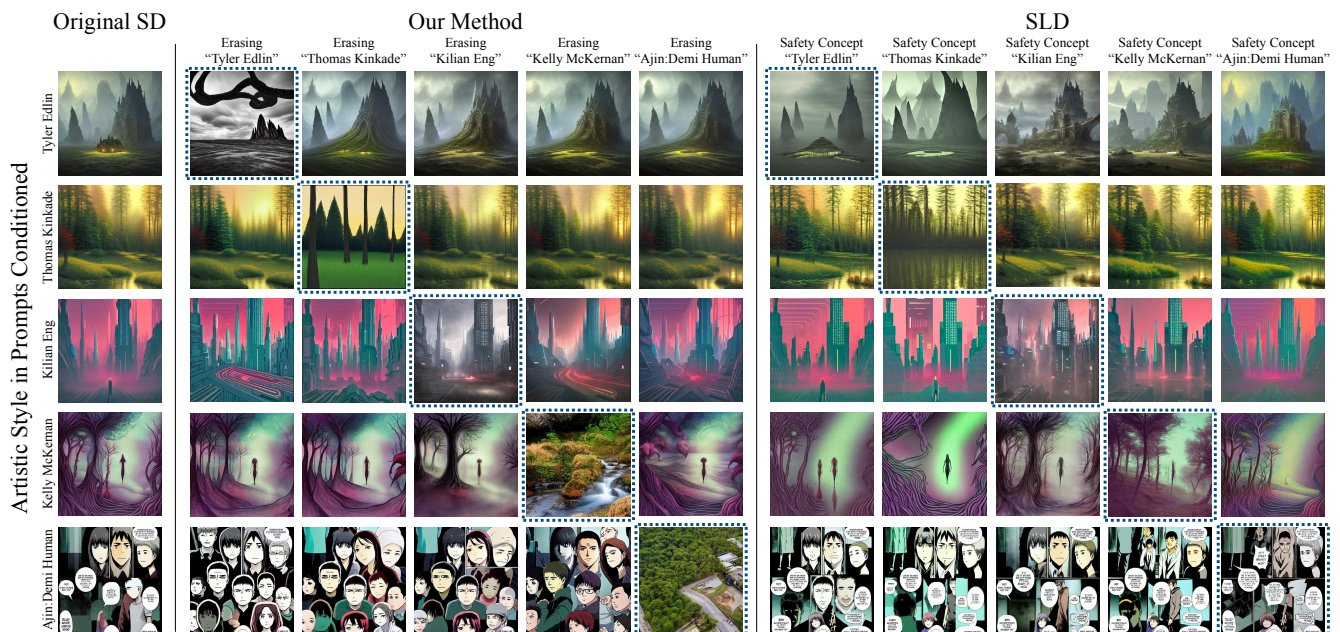 Original SD
Our Method
SLD
Erasing
“Tyler Edlin”
Erasing
“Thomas Kinkade”
Erasing
“Kilian Eng”
Erasing
“Kelly McKernan”
Erasing
“Ajin:Demi Human”
Safety Concept
“Tyler Edlin”
Safety Concept
“Thomas Kinkade”
Safety Concept
“Kilian Eng”
Safety Concept
“Kelly McKernan”
Safety Concept
“Ajin:Demi Human”
Artistic Style in Prompts Conditioned
Tyler Edlin
Thomas Kinkade
Kilian Eng
Kelly McKernan
Ajin:Demi Human